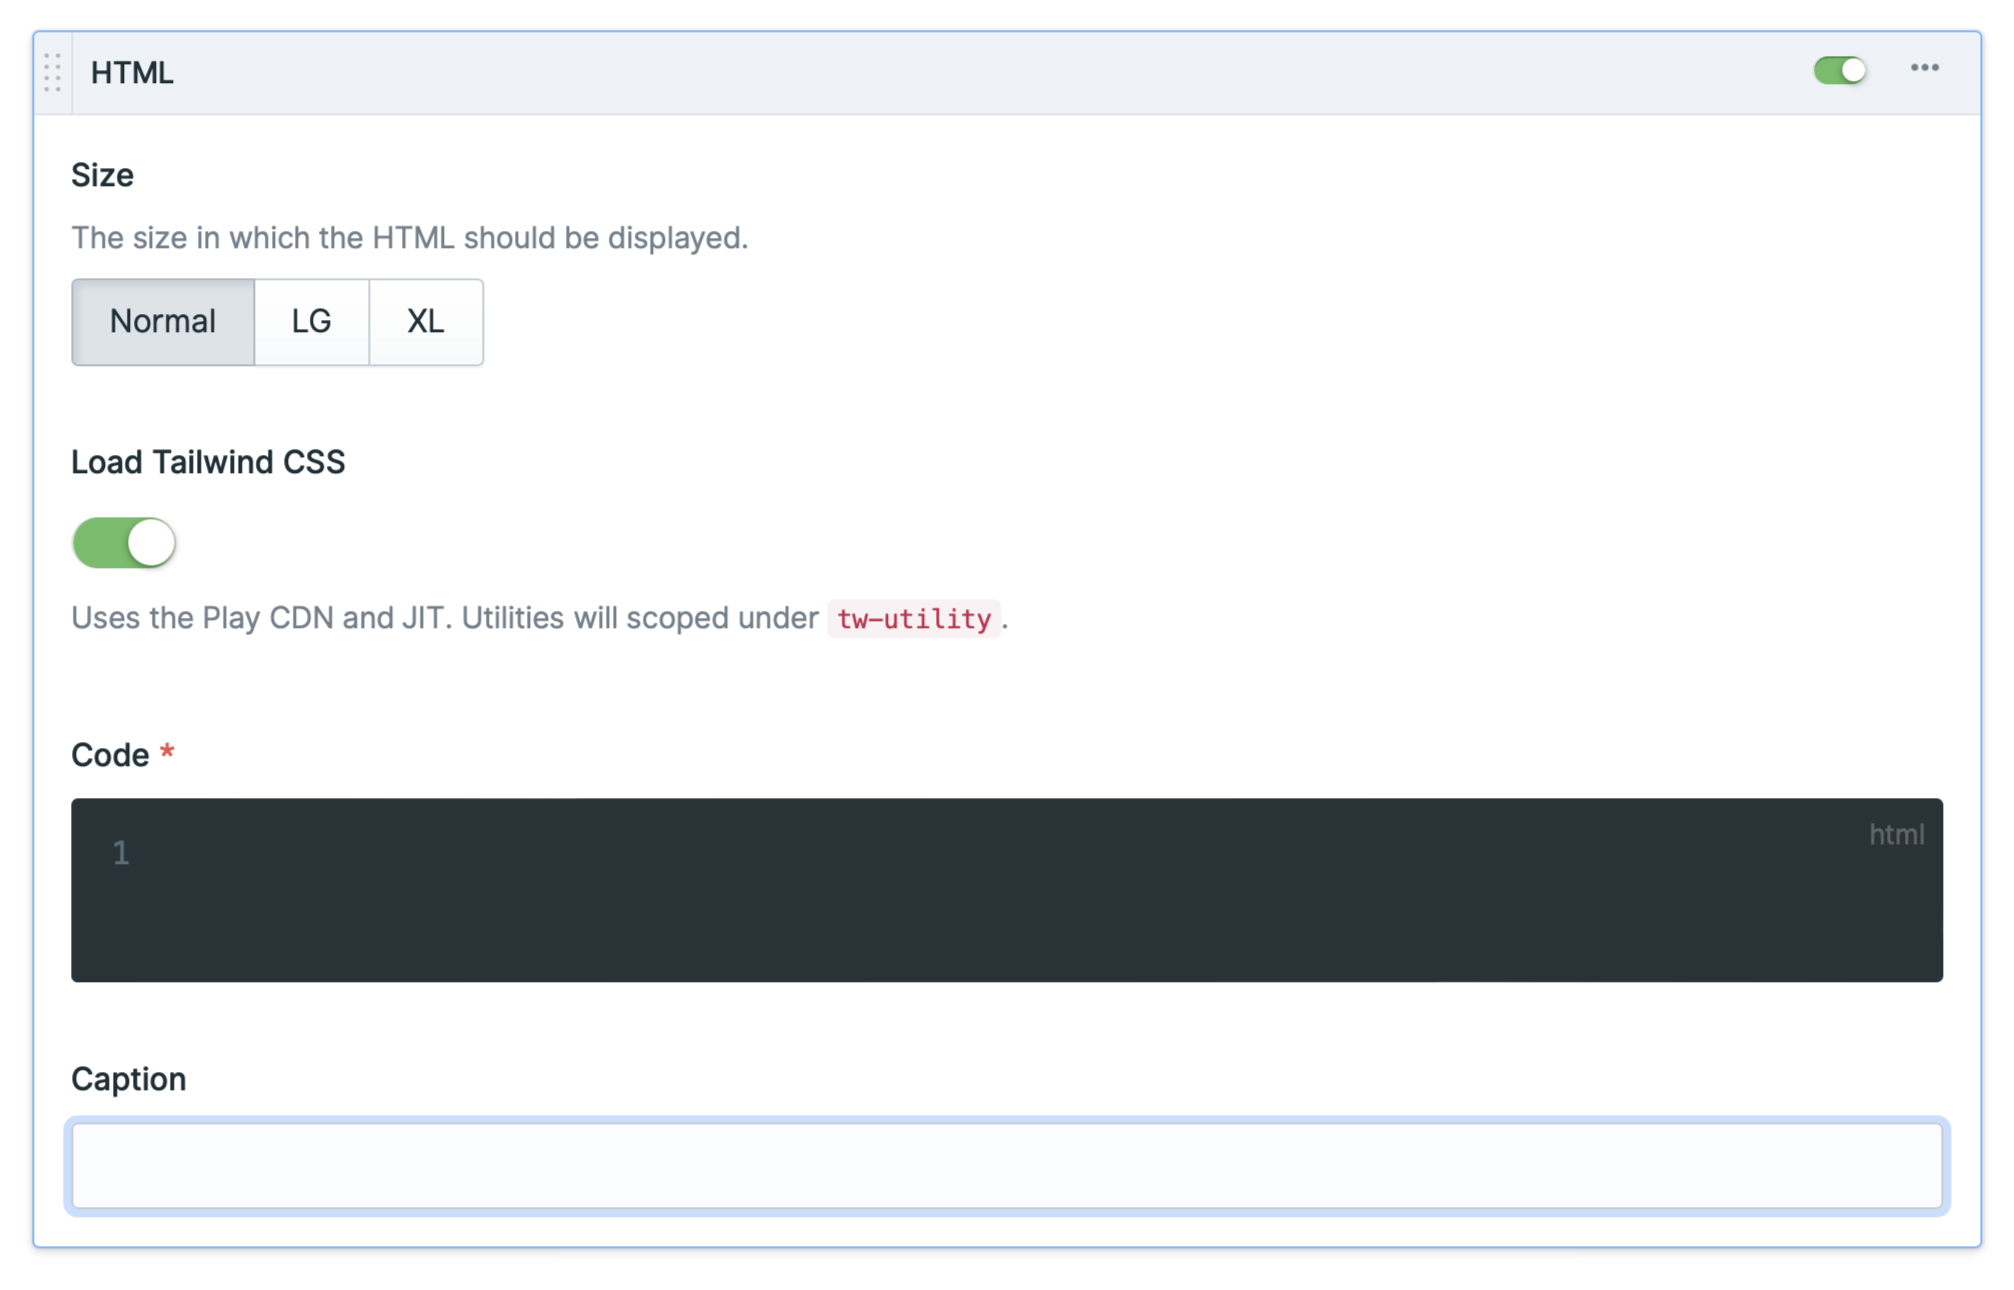 HTML
Size
The size in which the HTML should be displayed.
Normal LG XL
Load Tailwind CSS
Uses the Play CDN and JIT. Utilities will scoped under tw-utility.
Code *
html
1
Caption